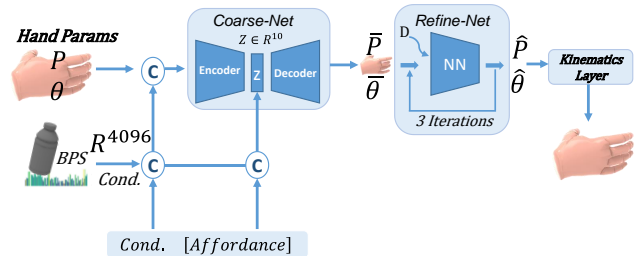 Hand Params
P
θ
C
Coarse-Net
Z ∈ R¹⁰
Encoder
Z
Decoder
P̄
θ̄
Refine-Net
D
NN
3 Iterations
P̂
θ̂
Kinematics
Layer
BPS
R⁴⁰⁹⁶
Cond.
C
C
Cond. [Affordance]